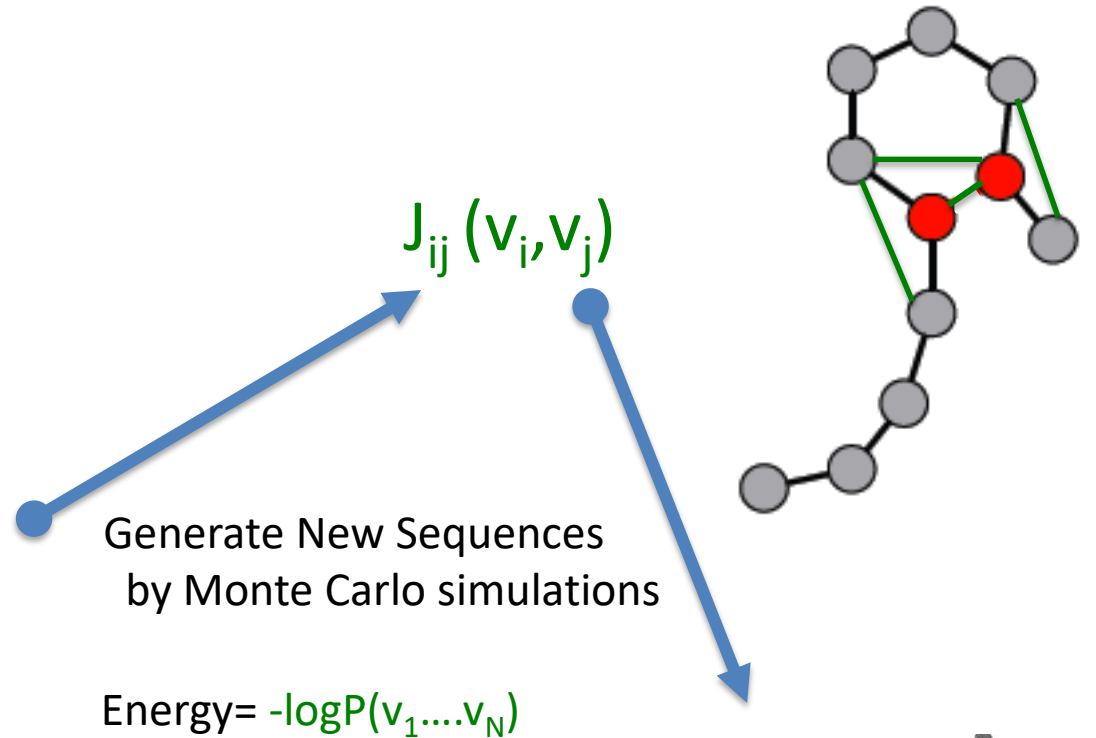 Jij (vi,vj)
Generate New Sequences
by Monte Carlo simulations
Energy= -logP(v1....vN)